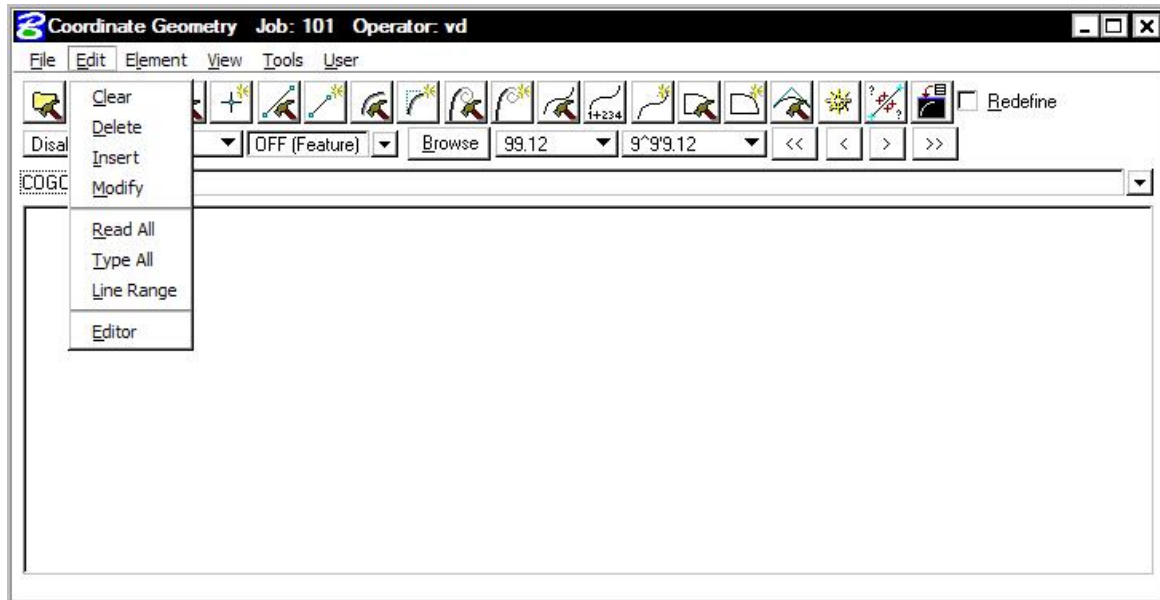 Coordinate Geometry Job: 101 Operator: vd
File Edit Element View Tools User
Clear
Delete
Insert
Modify
Read All
Type All
Line Range
Editor
1+234
Redefine
Disal
OFF (Feature)
Browse
99.12
9^9'9.12
<<
<
>
>>
COGO